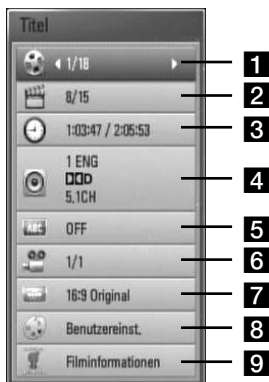 Titel
1/18
1
8/15
2
1:03:47 / 2:05:53
3
1 ENG
D
5.1CH
4
ABC
OFF
5
1/1
6
16:9 Original
7
Benutzereinst.
8
Filminformationen
9